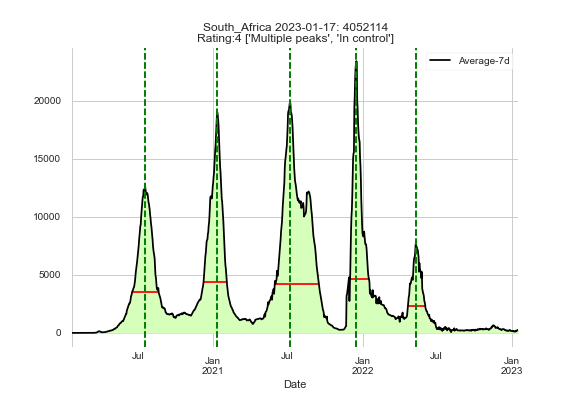 South_Africa 2023-01-17: 4052114
Rating:4 ['Multiple peaks', 'In control']
Average-7d
20000
15000
10000
5000
0
Jul
Jan
2021
Jul
Jan
2022
Jul
Jan
2023
Date